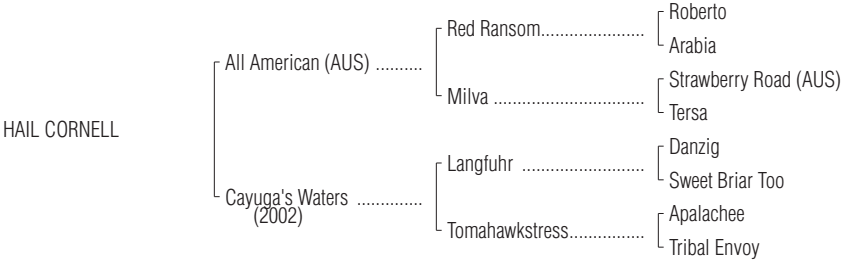 Roberto
Red Ransom.....................
Arabia
All American (AUS) ..........
Strawberry Road (AUS)
Milva ................................
Tersa
HAIL CORNELL
Danzig
Langfuhr ..........................
Sweet Briar Too
Cayuga's Waters ..............
(2002)
Apalachee
Tomahawkstress................
Tribal Envoy